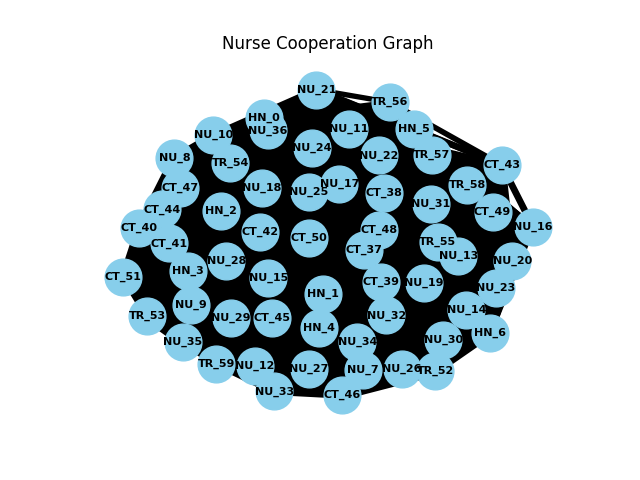 Nurse Cooperation Graph
NU_21
TR_56
HN_0
NU_36
NU_11
HN_5
NU_10
NU_24
NU_22
TR_57
NU_8
TR_54
CT_43
CT_47
NU_18
NU_25
NU_17
CT_38
TR_58
CT_44
HN_2
NU_31
CT_49
CT_40
CT_41
CT_42
CT_50
CT_48
CT_37
TR_55
NU_13
NU_16
NU_20
CT_51
HN_3
NU_28
NU_15
HN_1
CT_39
NU_19
NU_23
TR_53
NU_9
NU_29
CT_45
HN_4
NU_32
NU_14
HN_6
NU_35
NU_34
NU_30
TR_59
NU_12
NU_27
NU_7
NU_26
TR_52
NU_33
CT_46